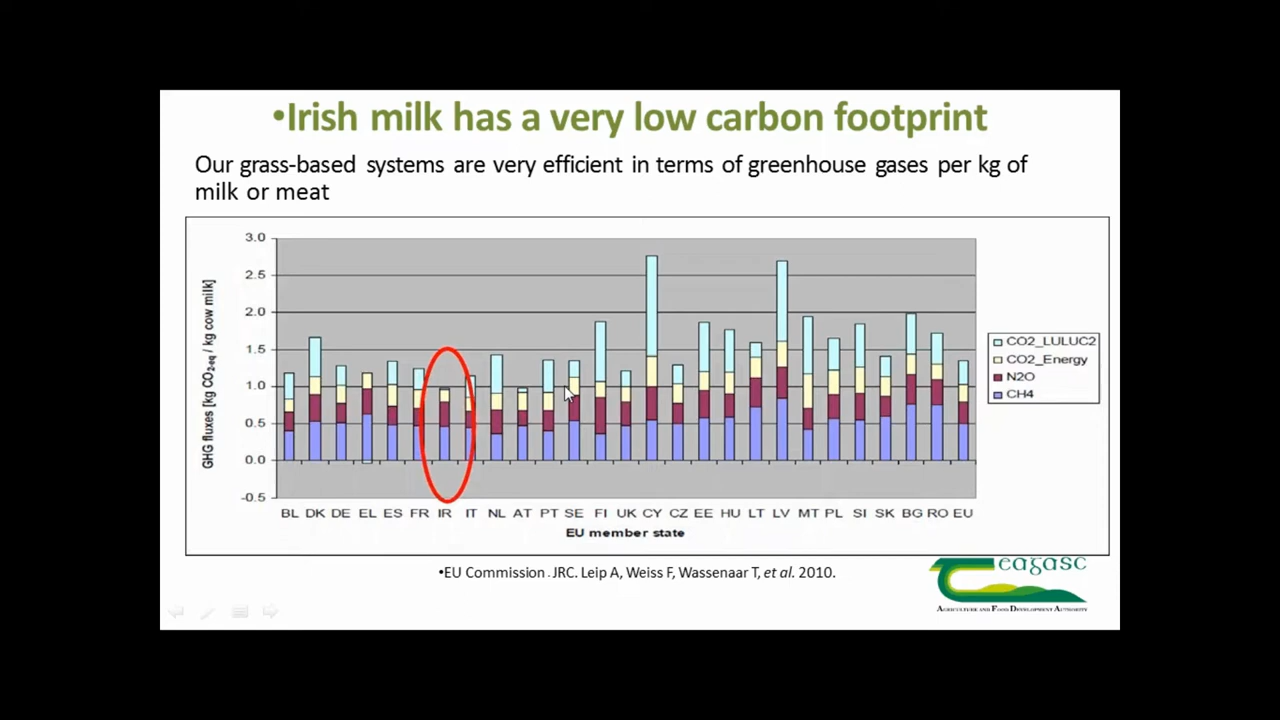 •Irish milk has a very low carbon footprint
Our grass-based systems are very efficient in terms of greenhouse gases per kg of
milk or meat
GHG fluxes [kg CO2-eq / kg cow milk]
3.0
2.5
2.0
1.5
1.0
0.5
0.0
-0.5
BL DK DE EL ES FR IR IT NL AT PT SE FI UK CY CZ EE HU LT LV MT PL SI SK BG RO EU
EU member state
CO2_LULUC2
CO2_Energy
N2O
CH4
•EU Commission . JRC. Leip A, Weiss F, Wassenaar T, et al. 2010.
eagasc
Agriculture and Food Development Authority